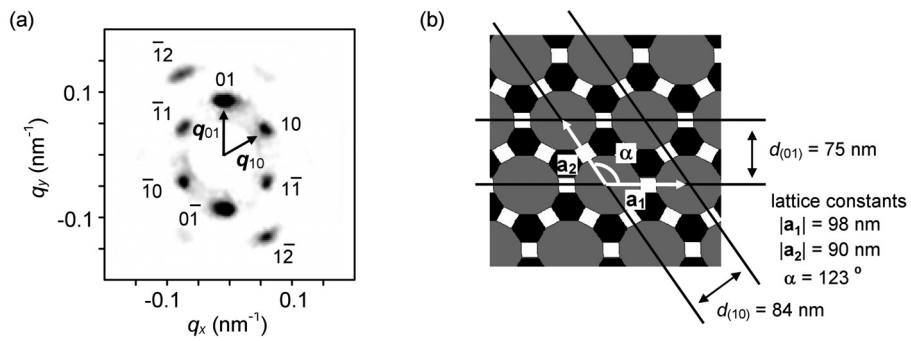 (a)
1̄2
01
0.1
1̄1
10
q01
q10
qy (nm-1)
1̄0
11̄
-0.1
01̄
12̄
-0.1
0.1
qx (nm-1)
(b)
a2
α
a1
d(01) = 75 nm
lattice constants
|a1| = 98 nm
|a2| = 90 nm
α = 123 o
d(10) = 84 nm